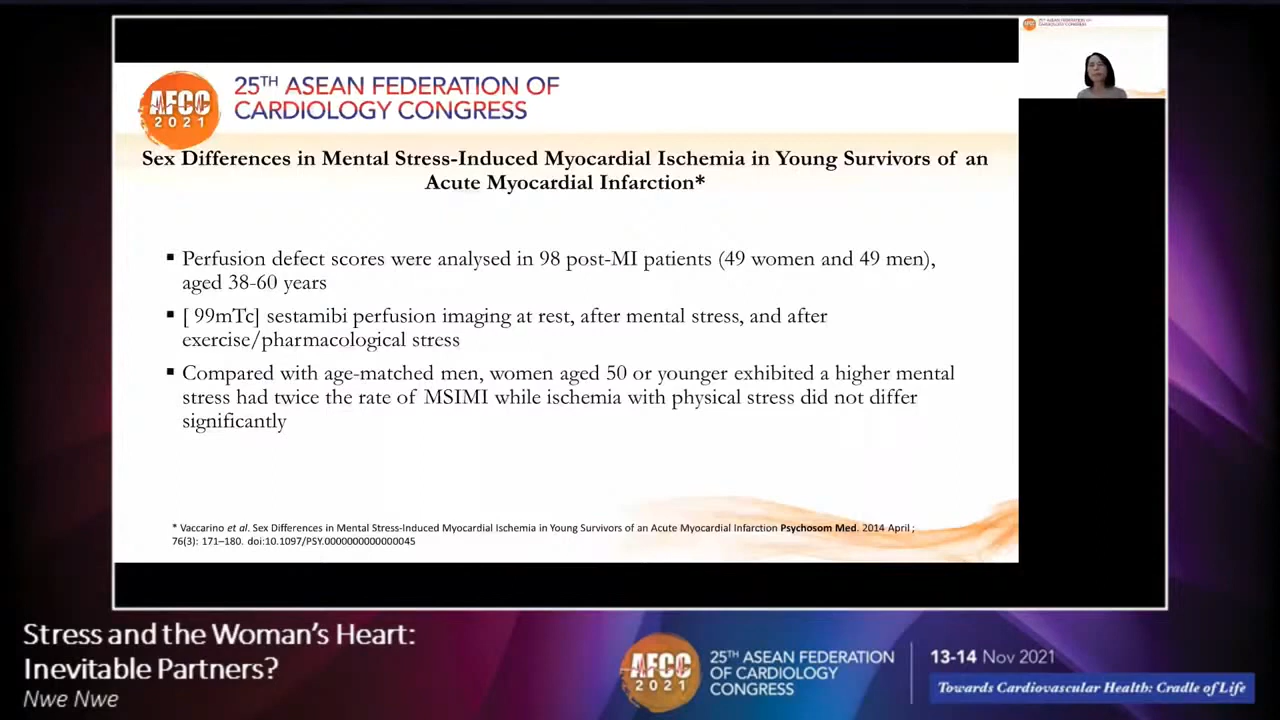 AFCC
2021
25TH ASEAN FEDERATION OF
CARDIOLOGY CONGRESS
Sex Differences in Mental Stress-Induced Myocardial Ischemia in Young Survivors of an
Acute Myocardial Infarction*
▪ Perfusion defect scores were analysed in 98 post-MI patients (49 women and 49 men),
aged 38-60 years
▪ [ 99mTc] sestamibi perfusion imaging at rest, after mental stress, and after
exercise/pharmacological stress
▪ Compared with age-matched men, women aged 50 or younger exhibited a higher mental
stress had twice the rate of MSIMI while ischemia with physical stress did not differ
significantly
* Vaccarino et al. Sex Differences in Mental Stress-Induced Myocardial Ischemia in Young Survivors of an Acute Myocardial Infarction Psychosom Med. 2014 April ;
76(3): 171–180. doi:10.1097/PSY.0000000000000045
Stress and the Woman's Heart:
Inevitable Partners?
Nwe Nwe
AFCC
2021
25TH ASEAN FEDERATION
OF CARDIOLOGY
CONGRESS
13-14 Nov 2021
Towards Cardiovascular Health: Cradle of Life